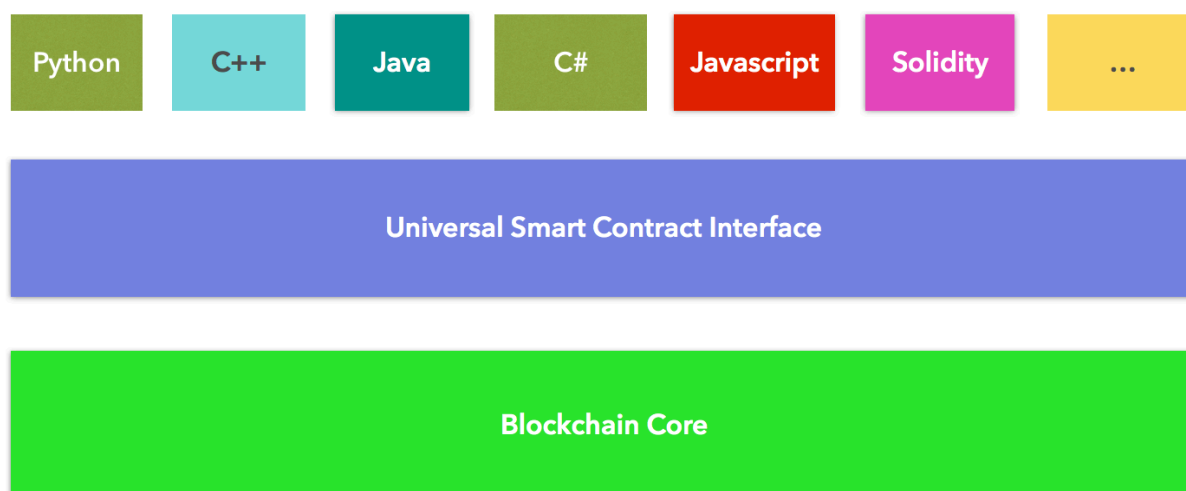 Python
C++
Java
C#
Javascript
Solidity
...
Universal Smart Contract Interface
Blockchain Core